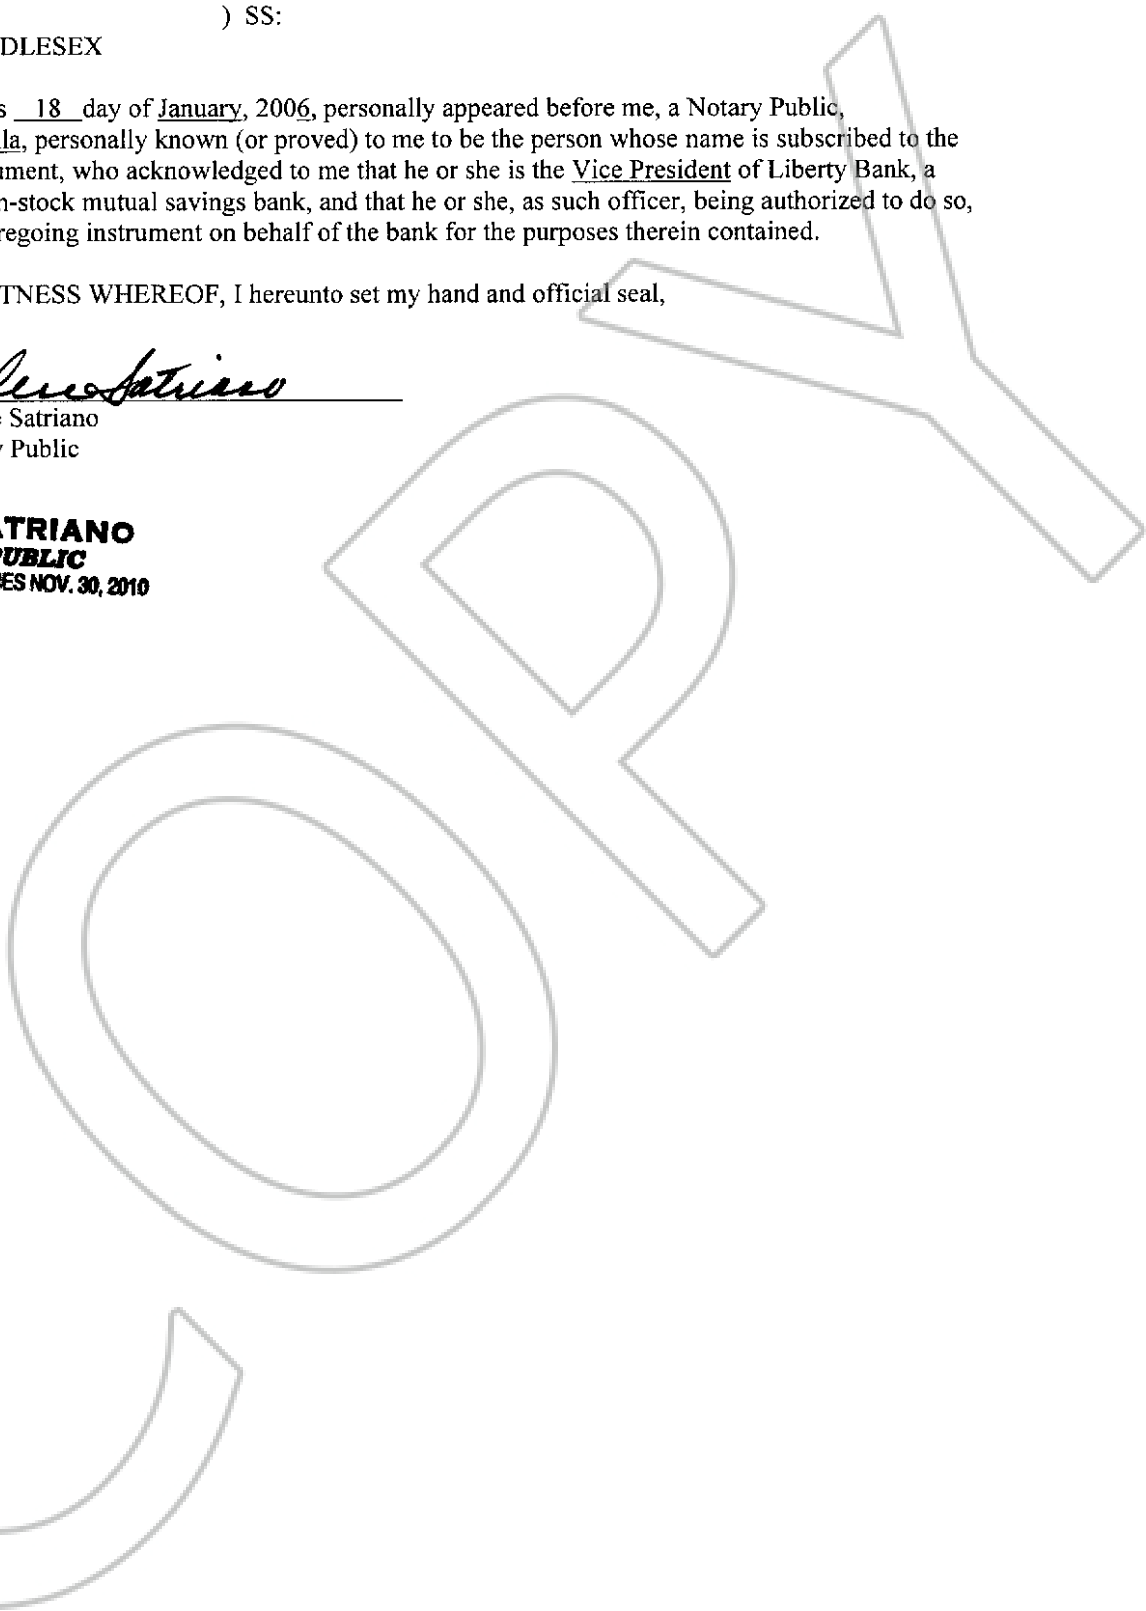 ) SS:
DLESEX
s 18 day of January, 2006, personally appeared before me, a Notary Public,
la, personally known (or proved) to me to be the person whose name is subscribed to the
ument, who acknowledged to me that he or she is the Vice President of Liberty Bank, a
n-stock mutual savings bank, and that he or she, as such officer, being authorized to do so,
regoing instrument on behalf of the bank for the purposes therein contained.
TNESS WHEREOF, I hereunto set my hand and official seal,
Satriano
e Satriano
y Public
ATRIANO
PUBLIC
ES NOV. 30, 2010
COPY